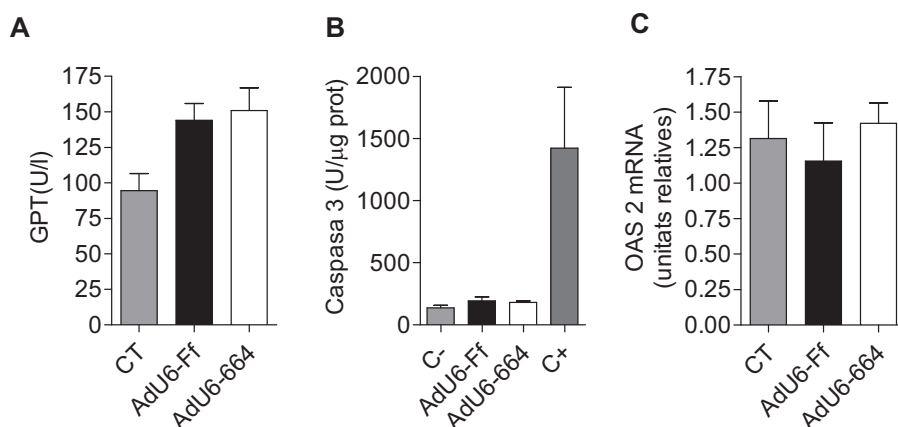 A
GPT(U/l)
175
150
125
100
75
50
25
0
CT
AdU6-Ff
AdU6-664
B
Caspasa 3 (U/µg prot)
2000
1500
1000
500
0
C-
AdU6-Ff
AdU6-664
C+
C
OAS 2 mRNA
(unitats relatives)
1.75
1.50
1.25
1.00
0.75
0.50
0.25
0.00
CT
AdU6-Ff
AdU6-664